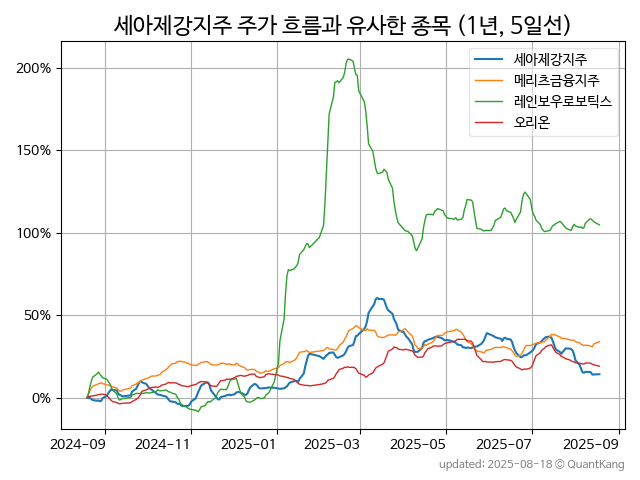 세아제강지주 주가 흐름과 유사한 종목 (1년, 5일선)
세아제강지주
메리츠금융지주
레인보우로보틱스
오리온
200%
150%
100%
50%
0%
2024-09
2024-11
2025-01
2025-03
2025-05
2025-07
2025-09
updated: 2025-08-18 © QuantKang